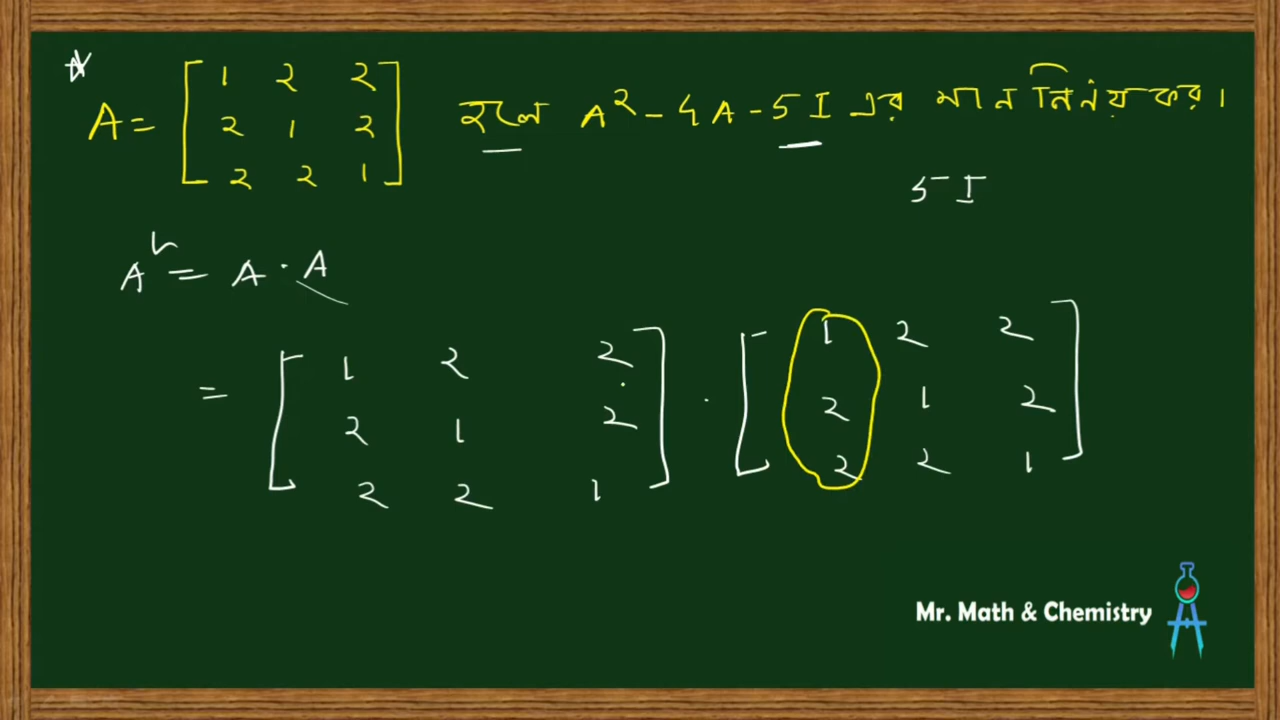 A = [ 1 2 2 হলে A² - 4A - 5I এর মান নির্নয় কর।
2 1 2
2 2 1 ]
5I
A² = A · A
= [ 1 2 2 · [ 1 2 2
2 1 2 2 1 2
2 2 1 ] 2 2 1 ]
Mr. Math & Chemistry